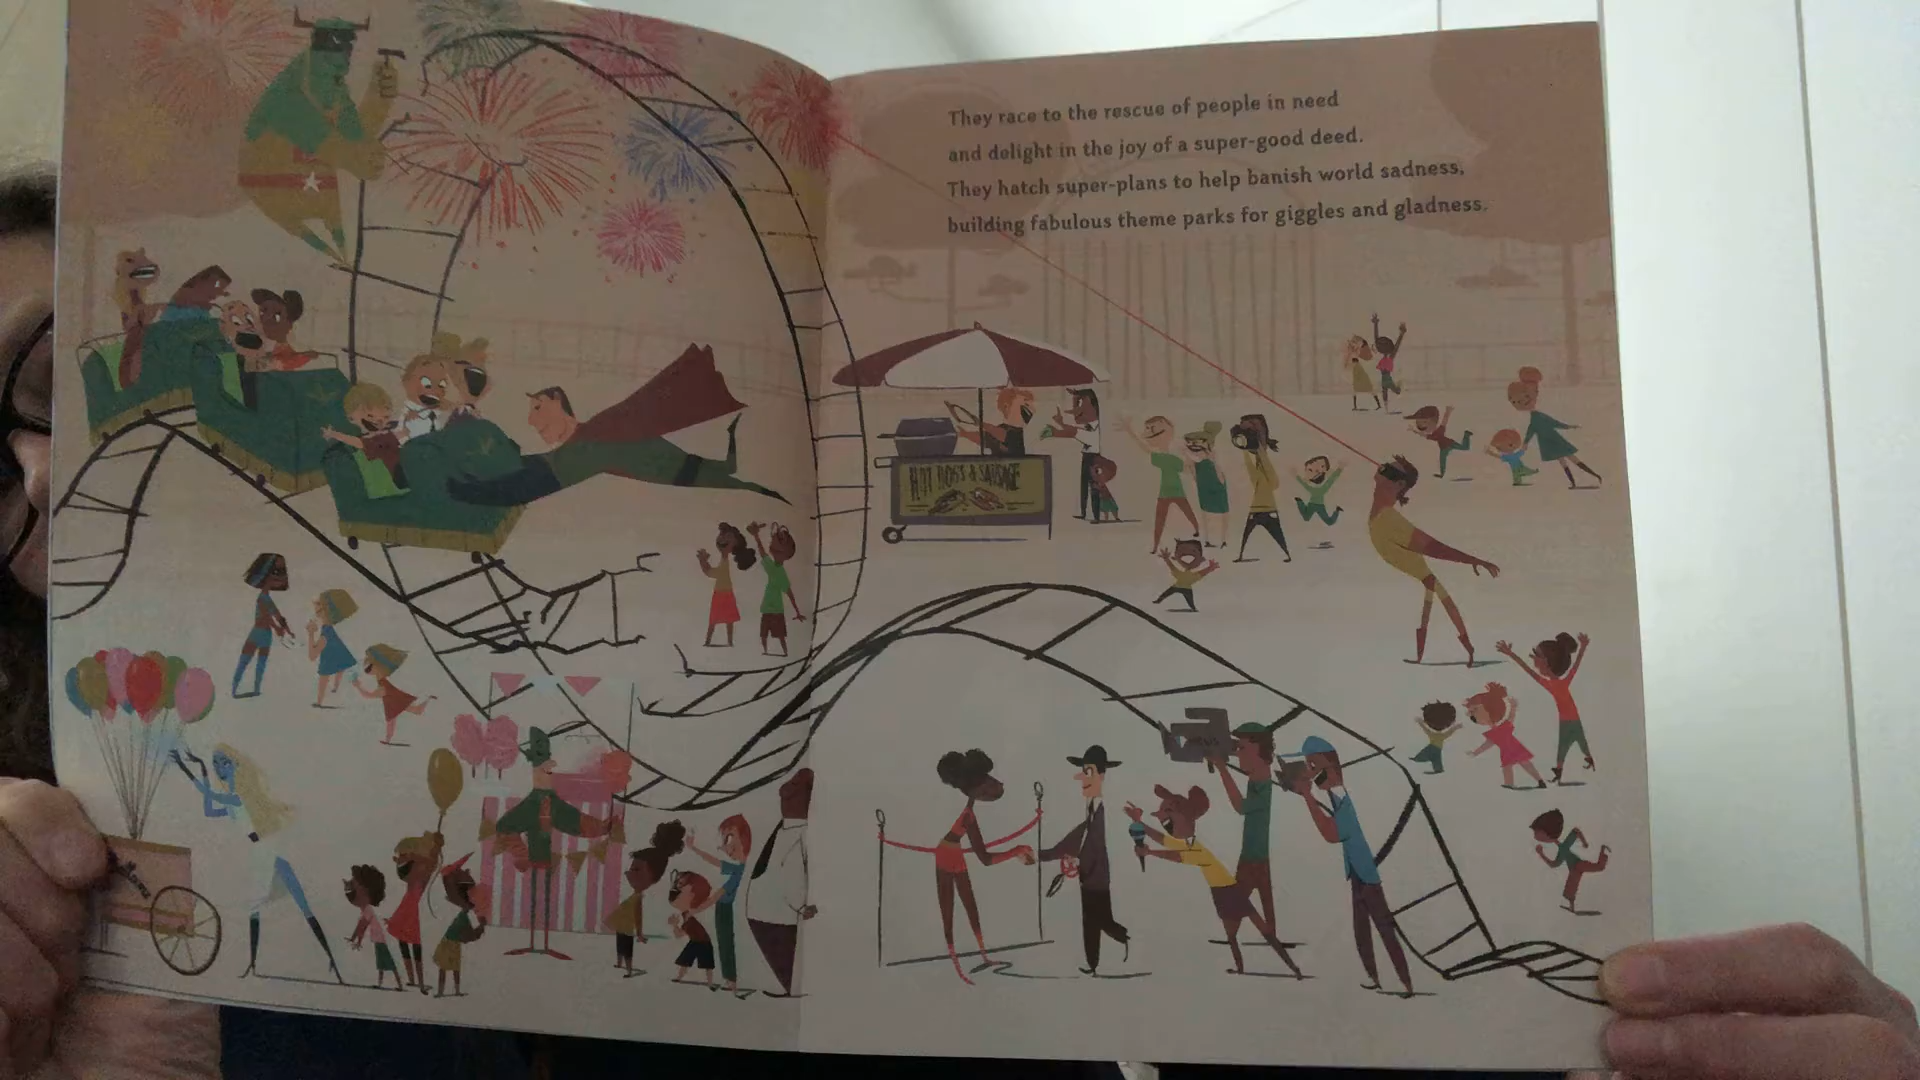 They race to the rescue of people in need
and delight in the joy of a super-good deed.
They hatch super-plans to help banish world sadness,
building fabulous theme parks for giggles and gladness.
HOT DOGS & SAUSAGE